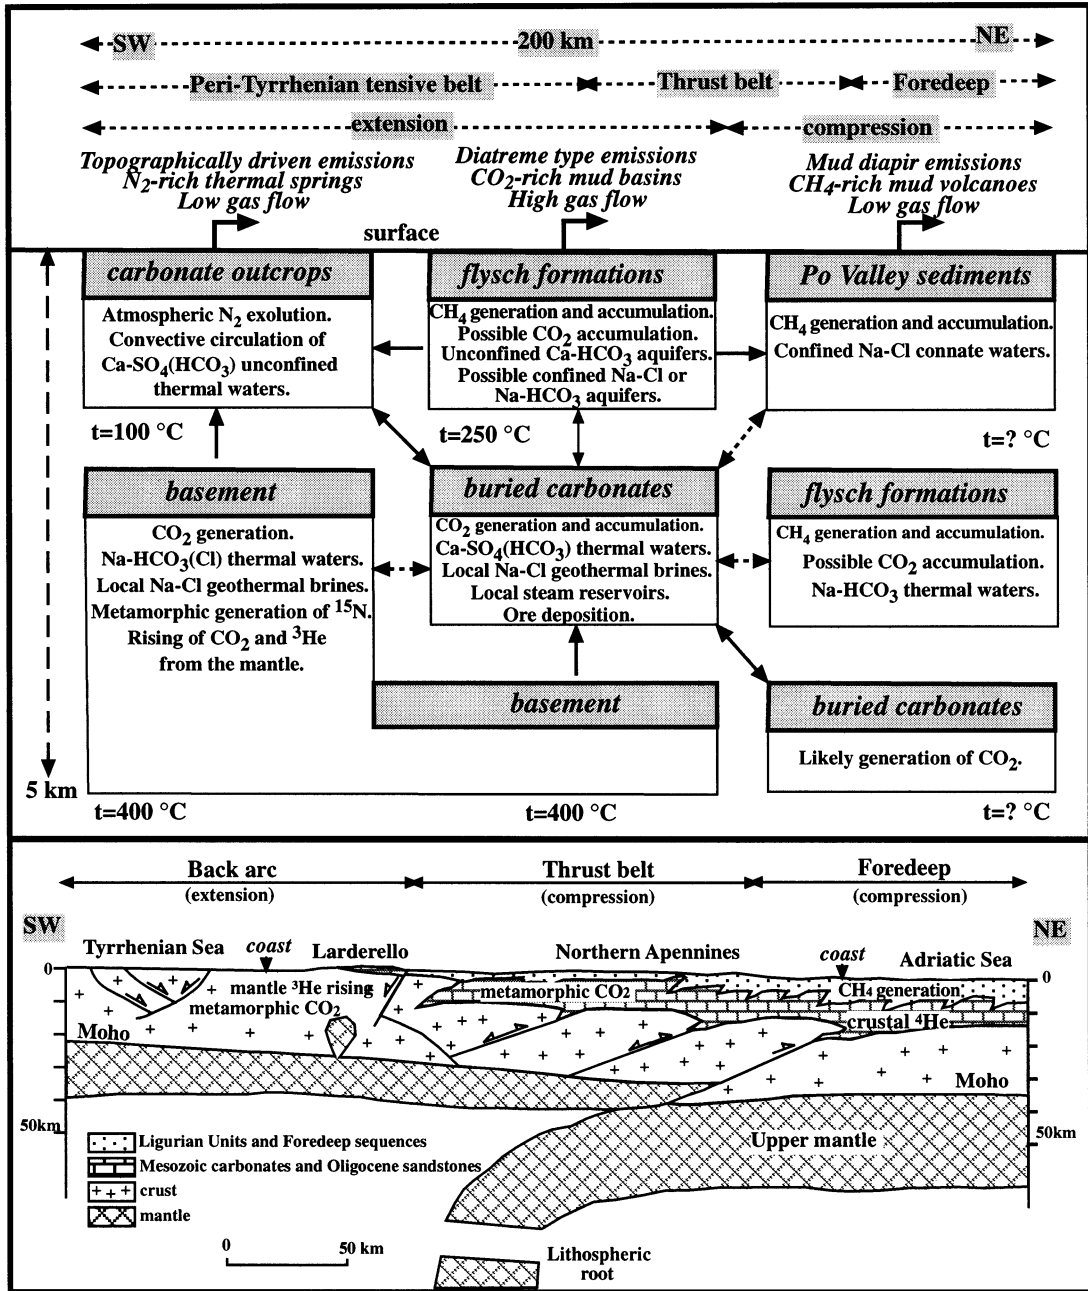 SW 200 km NE
Peri-Tyrrhenian tensive belt Thrust belt Foredeep
extension compression
Topographically driven emissions
N2-rich thermal springs
Low gas flow
Diatreme type emissions
CO2-rich mud basins
High gas flow
Mud diapir emissions
CH4-rich mud volcanoes
Low gas flow
surface
carbonate outcrops
Atmospheric N2 exolution.
Convective circulation of
Ca-SO4(HCO3) unconfined
thermal waters.
t=100 °C
flysch formations
CH4 generation and accumulation.
Possible CO2 accumulation.
Unconfined Ca-HCO3 aquifers.
Possible confined Na-Cl or
Na-HCO3 aquifers.
t=250 °C
Po Valley sediments
CH4 generation and accumulation.
Confined Na-Cl connate waters.
t=? °C
basement
CO2 generation.
Na-HCO3(Cl) thermal waters.
Local Na-Cl geothermal brines.
Metamorphic generation of 15N.
Rising of CO2 and 3He
from the mantle.
buried carbonates
CO2 generation and accumulation.
Ca-SO4(HCO3) thermal waters.
Local Na-Cl geothermal brines.
Local steam reservoirs.
Ore deposition.
flysch formations
CH4 generation and accumulation.
Possible CO2 accumulation.
Na-HCO3 thermal waters.
basement
buried carbonates
Likely generation of CO2.
5 km
t=400 °C
t=400 °C
t=? °C
Back arc
(extension)
Thrust belt
(compression)
Foredeep
(compression)
SW
NE
Tyrrhenian Sea coast Larderello Northern Apennines coast Adriatic Sea
0
0
mantle 3He rising
metamorphic CO2
metamorphic CO2
CH4 generation
crustal 4He
Moho
Moho
50km
50km
Upper mantle
Ligurian Units and Foredeep sequences
Mesozoic carbonates and Oligocene sandstones
crust
mantle
0 50 km
Lithospheric
root